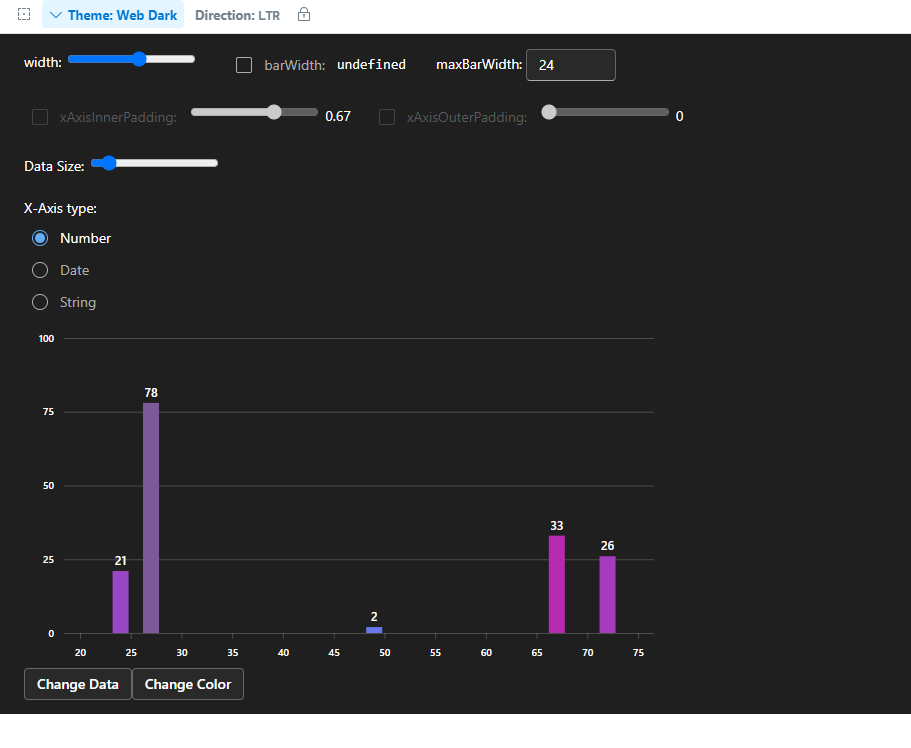 Theme: Web Dark Direction: LTR
width: barWidth: undefined maxBarWidth: 24
xAxisInnerPadding: 0.67 xAxisOuterPadding: 0
Data Size:
X-Axis type:
Number
Date
String
100
78
75
50
33
26
25
21
2
0
20 25 30 35 40 45 50 55 60 65 70 75
Change Data Change Color